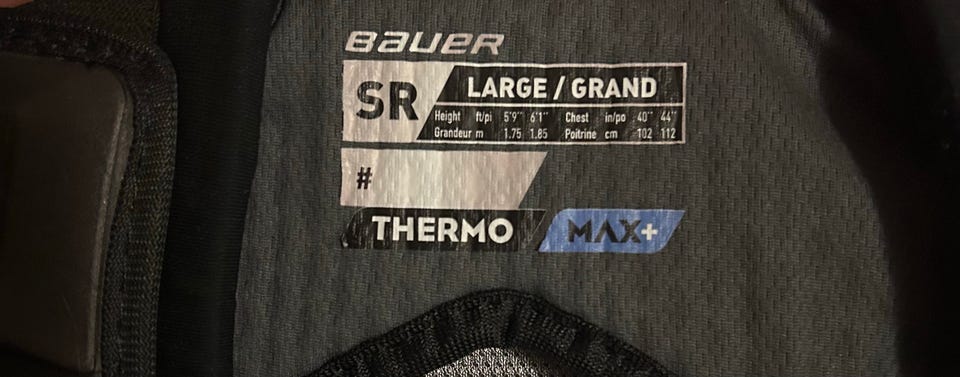 BAUER
SR LARGE / GRAND
Height ft/pi 5'9" 6'1" Chest in/po 40" 44"
Grandeur m 1.75 1.85 Poitrine cm 102 112
#
THERMO MAX+